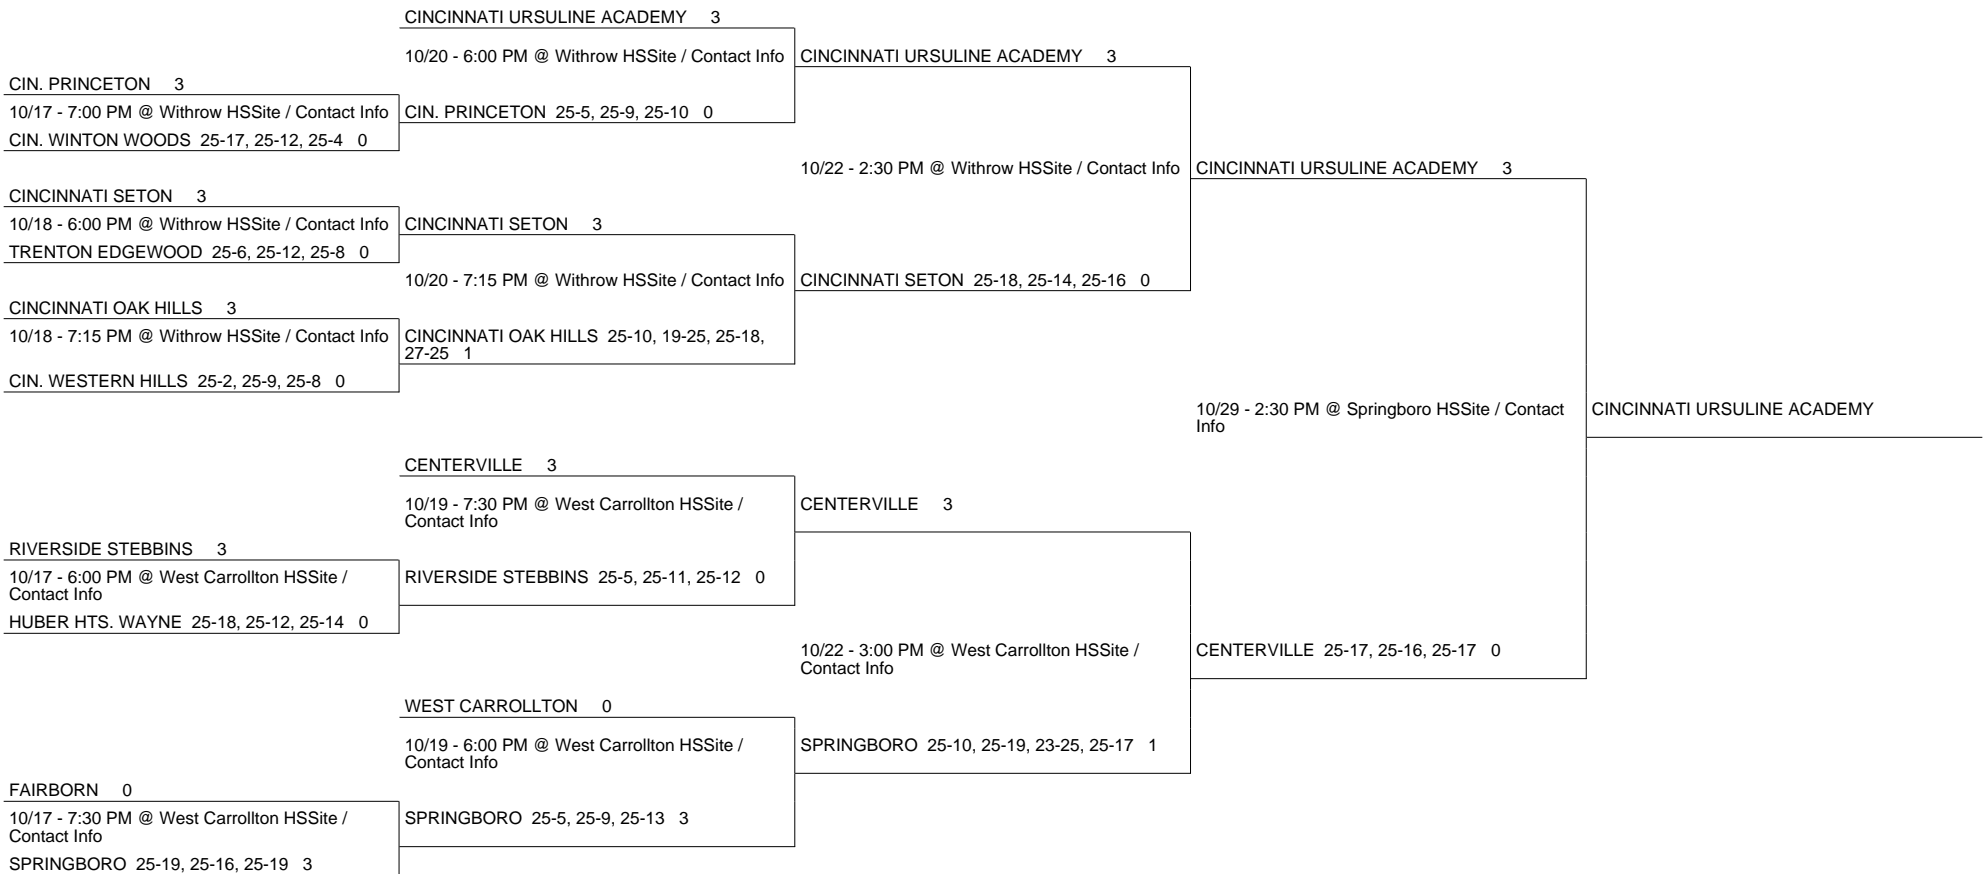 CINCINNATI URSULINE ACADEMY 3
10/20 - 6:00 PM @ Withrow HSSite / Contact Info
CINCINNATI URSULINE ACADEMY 3
CIN. PRINCETON 3
10/17 - 7:00 PM @ Withrow HSSite / Contact Info
CIN. PRINCETON 25-5, 25-9, 25-10 0
CIN. WINTON WOODS 25-17, 25-12, 25-4 0
10/22 - 2:30 PM @ Withrow HSSite / Contact Info
CINCINNATI URSULINE ACADEMY 3
CINCINNATI SETON 3
10/18 - 6:00 PM @ Withrow HSSite / Contact Info
CINCINNATI SETON 3
TRENTON EDGEWOOD 25-6, 25-12, 25-8 0
10/20 - 7:15 PM @ Withrow HSSite / Contact Info
CINCINNATI SETON 25-18, 25-14, 25-16 0
CINCINNATI OAK HILLS 3
10/18 - 7:15 PM @ Withrow HSSite / Contact Info
CINCINNATI OAK HILLS 25-10, 19-25, 25-18,
27-25 1
CIN. WESTERN HILLS 25-2, 25-9, 25-8 0
10/29 - 2:30 PM @ Springboro HSSite / Contact
Info
CINCINNATI URSULINE ACADEMY
CENTERVILLE 3
10/19 - 7:30 PM @ West Carrollton HSSite /
Contact Info
CENTERVILLE 3
RIVERSIDE STEBBINS 3
10/17 - 6:00 PM @ West Carrollton HSSite /
Contact Info
RIVERSIDE STEBBINS 25-5, 25-11, 25-12 0
HUBER HTS. WAYNE 25-18, 25-12, 25-14 0
10/22 - 3:00 PM @ West Carrollton HSSite /
Contact Info
CENTERVILLE 25-17, 25-16, 25-17 0
WEST CARROLLTON 0
10/19 - 6:00 PM @ West Carrollton HSSite /
Contact Info
SPRINGBORO 25-10, 25-19, 23-25, 25-17 1
FAIRBORN 0
10/17 - 7:30 PM @ West Carrollton HSSite /
Contact Info
SPRINGBORO 25-5, 25-9, 25-13 3
SPRINGBORO 25-19, 25-16, 25-19 3